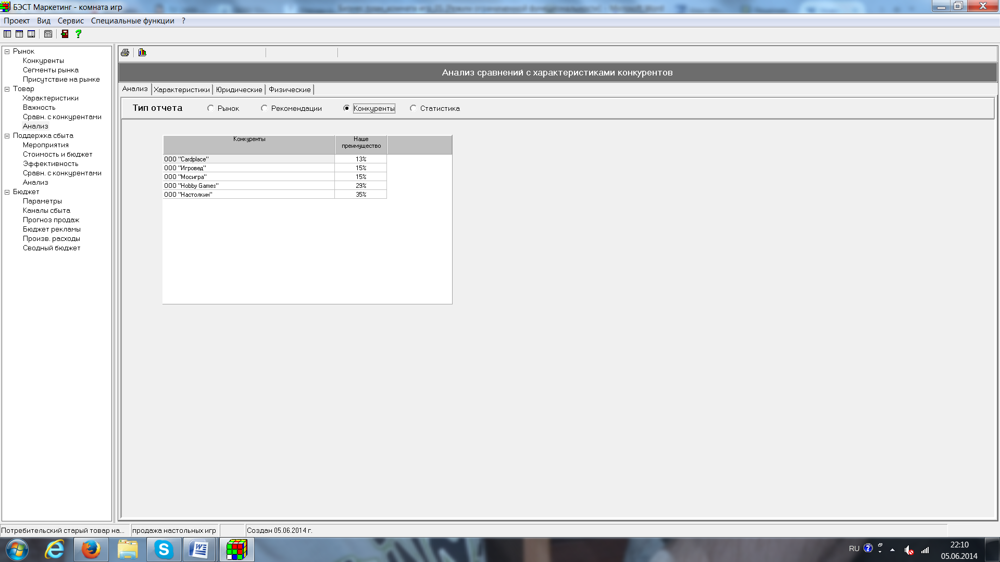 БЭСТ Маркетинг - комната игр
Проект Вид Сервис Специальные функции ?
Рынок
Конкуренты
Сегменты рынка
Присутствие на рынке
Товар
Характеристики
Важность
Сравн. с конкурентами
Анализ
Поддержка сбыта
Мероприятия
Стоимость и бюджет
Эффективность
Сравн. с конкурентами
Анализ
Бюджет
Параметры
Каналы сбыта
Прогноз продаж
Бюджет рекламы
Произв. расходы
Сводный бюджет
Анализ сравнений с характеристиками конкурентов
Анализ Характеристики Юридические Физические
Тип отчета Рынок Рекомендации Конкуренты Статистика
Конкуренты Наше преимущество
ООО "Cardplace" 13%
ООО "Игровед" 15%
ООО "Мосигра" 15%
ООО "Hobby Games" 29%
ООО "Настолкин" 35%
Потребительский старый товар на... продажа настольных игр Создан 05.06.2014 г.
RU 22:10
05.06.2014